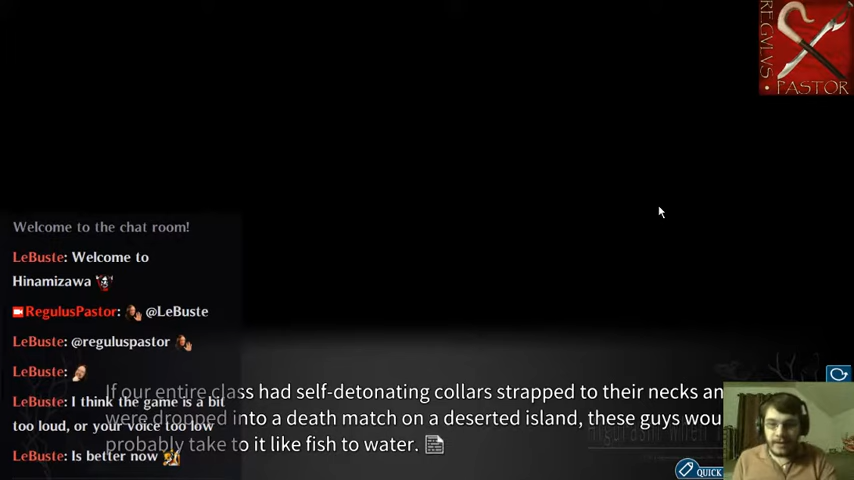 REGVLVS
• PASTOR
Welcome to the chat room!
LeBuste: Welcome to
Hinamizawa
RegulusPastor: @LeBuste
LeBuste: @reguluspastor
LeBuste:
LeBuste: I think the game is a bit
too loud, or your voice too low
LeBuste: Is better now
If our entire class had self-detonating collars strapped to their necks an
were dropped into a death match on a deserted island, these guys wou
probably take to it like fish to water.
QUICK